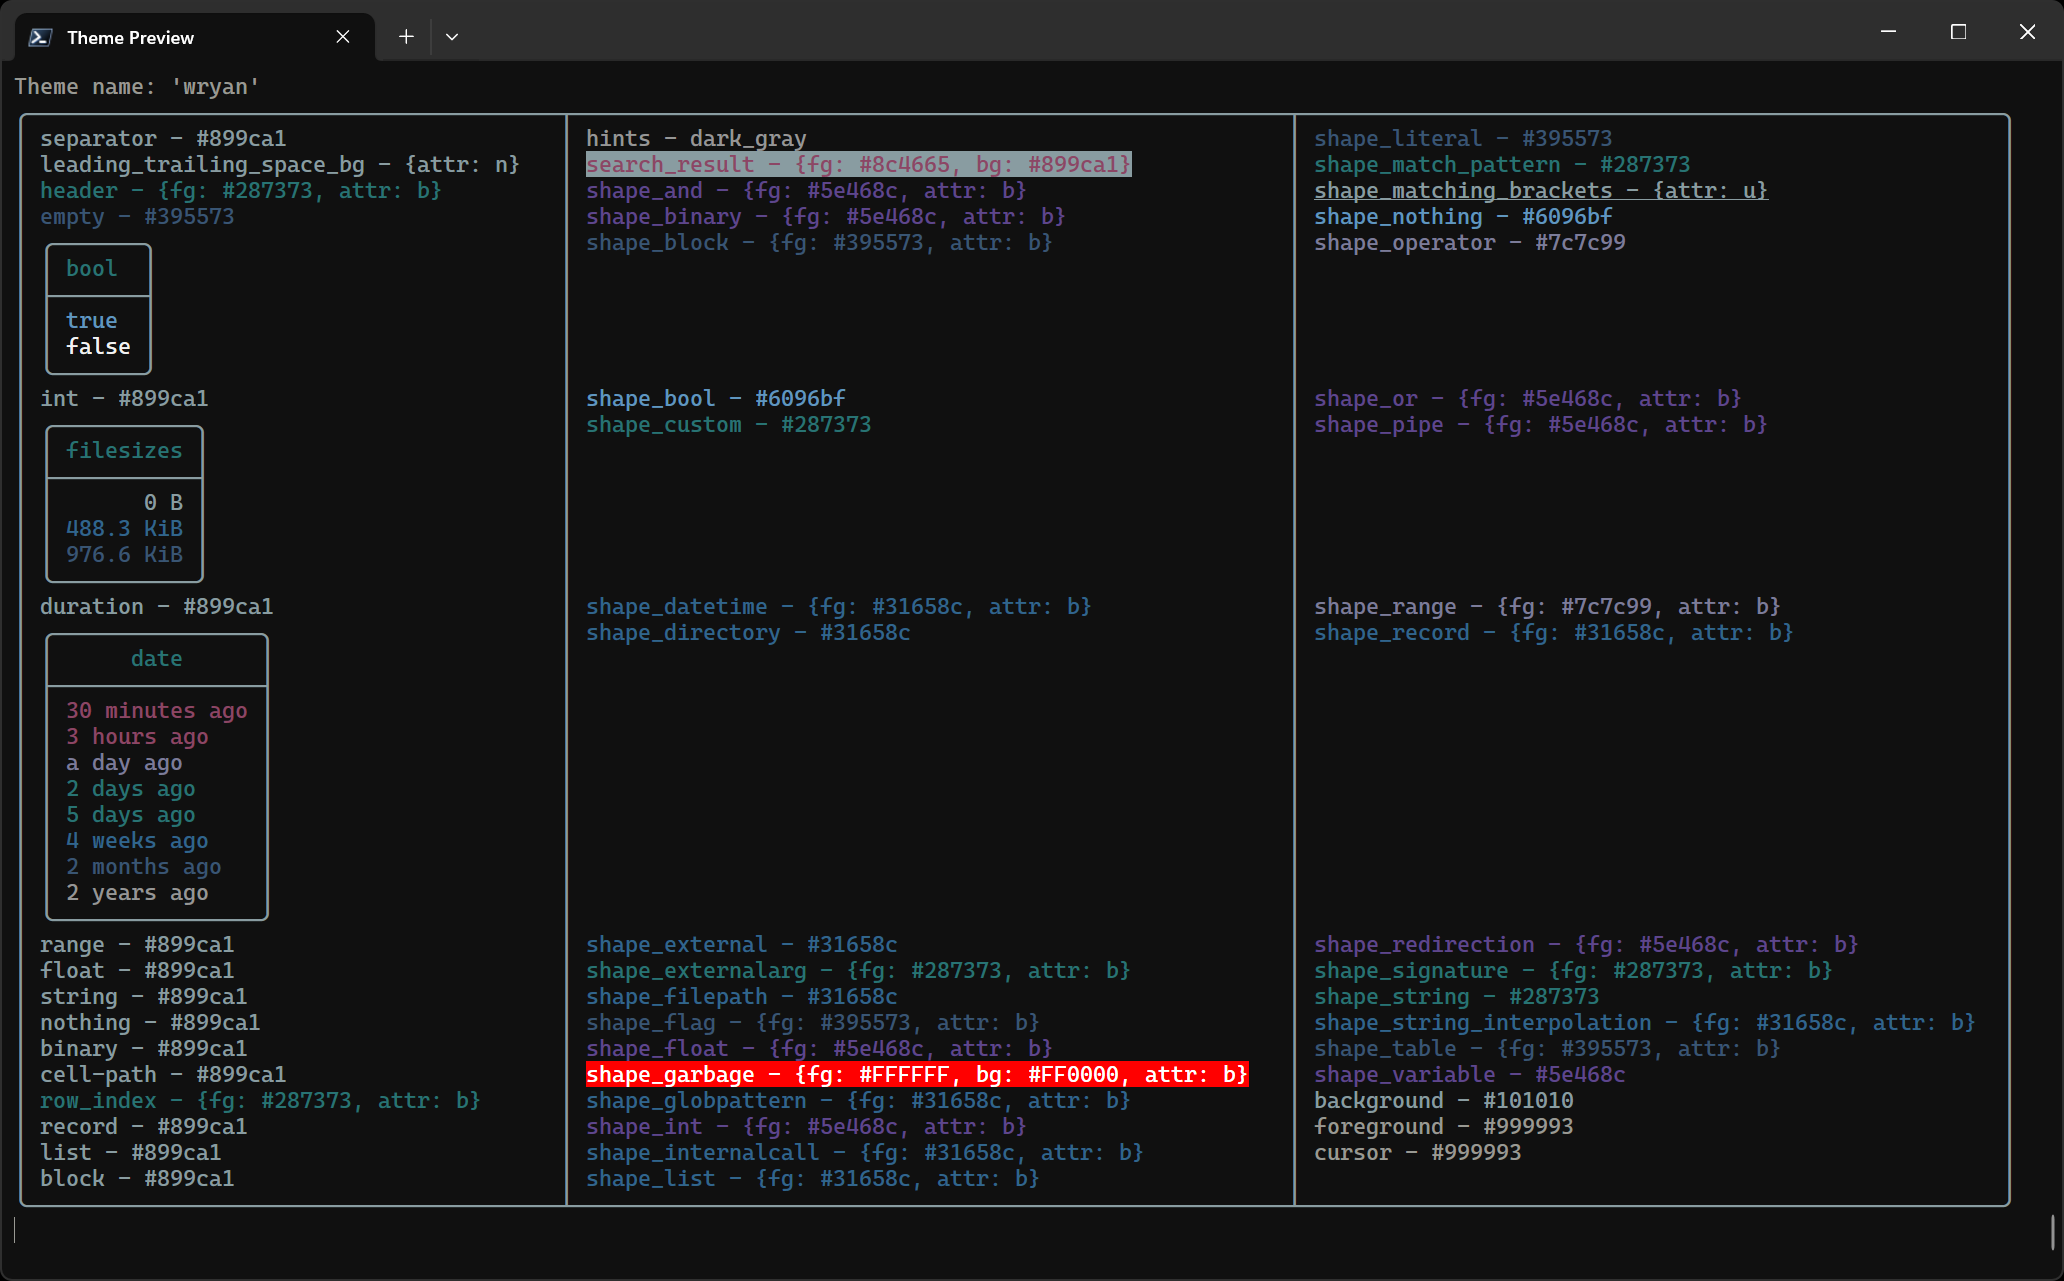 Theme Preview
Theme name: 'wryan'
separator - #899ca1
leading_trailing_space_bg - {attr: n}
header - {fg: #287373, attr: b}
empty - #395573
bool
true
false
int - #899ca1
filesizes
0 B
488.3 KiB
976.6 KiB
duration - #899ca1
date
30 minutes ago
3 hours ago
a day ago
2 days ago
5 days ago
4 weeks ago
2 months ago
2 years ago
range - #899ca1
float - #899ca1
string - #899ca1
nothing - #899ca1
binary - #899ca1
cell-path - #899ca1
row_index - {fg: #287373, attr: b}
record - #899ca1
list - #899ca1
block - #899ca1
hints - dark_gray
search_result - {fg: #8c4665, bg: #899ca1}
shape_and - {fg: #5e468c, attr: b}
shape_binary - {fg: #5e468c, attr: b}
shape_block - {fg: #395573, attr: b}
shape_bool - #6096bf
shape_custom - #287373
shape_datetime - {fg: #31658c, attr: b}
shape_directory - #31658c
shape_external - #31658c
shape_externalarg - {fg: #287373, attr: b}
shape_filepath - #31658c
shape_flag - {fg: #395573, attr: b}
shape_float - {fg: #5e468c, attr: b}
shape_garbage - {fg: #FFFFFF, bg: #FF0000, attr: b}
shape_globpattern - {fg: #31658c, attr: b}
shape_int - {fg: #5e468c, attr: b}
shape_internalcall - {fg: #31658c, attr: b}
shape_list - {fg: #31658c, attr: b}
shape_literal - #395573
shape_match_pattern - #287373
shape_matching_brackets - {attr: u}
shape_nothing - #6096bf
shape_operator - #7c7c99
shape_or - {fg: #5e468c, attr: b}
shape_pipe - {fg: #5e468c, attr: b}
shape_range - {fg: #7c7c99, attr: b}
shape_record - {fg: #31658c, attr: b}
shape_redirection - {fg: #5e468c, attr: b}
shape_signature - {fg: #287373, attr: b}
shape_string - #287373
shape_string_interpolation - {fg: #31658c, attr: b}
shape_table - {fg: #395573, attr: b}
shape_variable - #5e468c
background - #101010
foreground - #999993
cursor - #999993